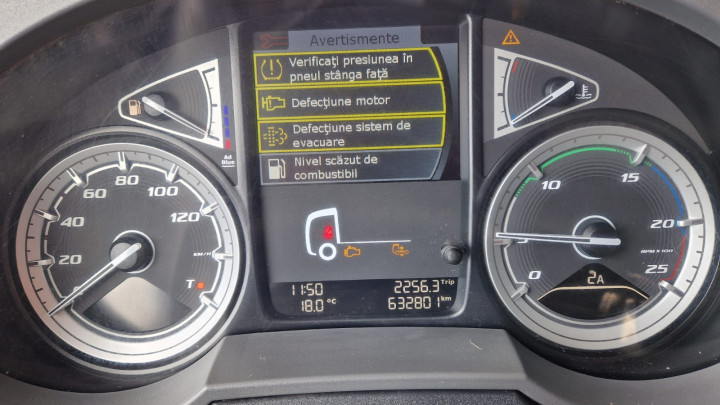 Avertismente
Verificați presiunea în
pneul stânga față
Defecțiune motor
Defecțiune sistem de
evacuare
Nivel scăzut de
combustibil
Ad
Blue
0
20
40
60
80
100
120
km/h
T
11:50
2256.3 Trip
18.0 °C
632801 km
0
5
10
15
20
25
RPM x 100
2A